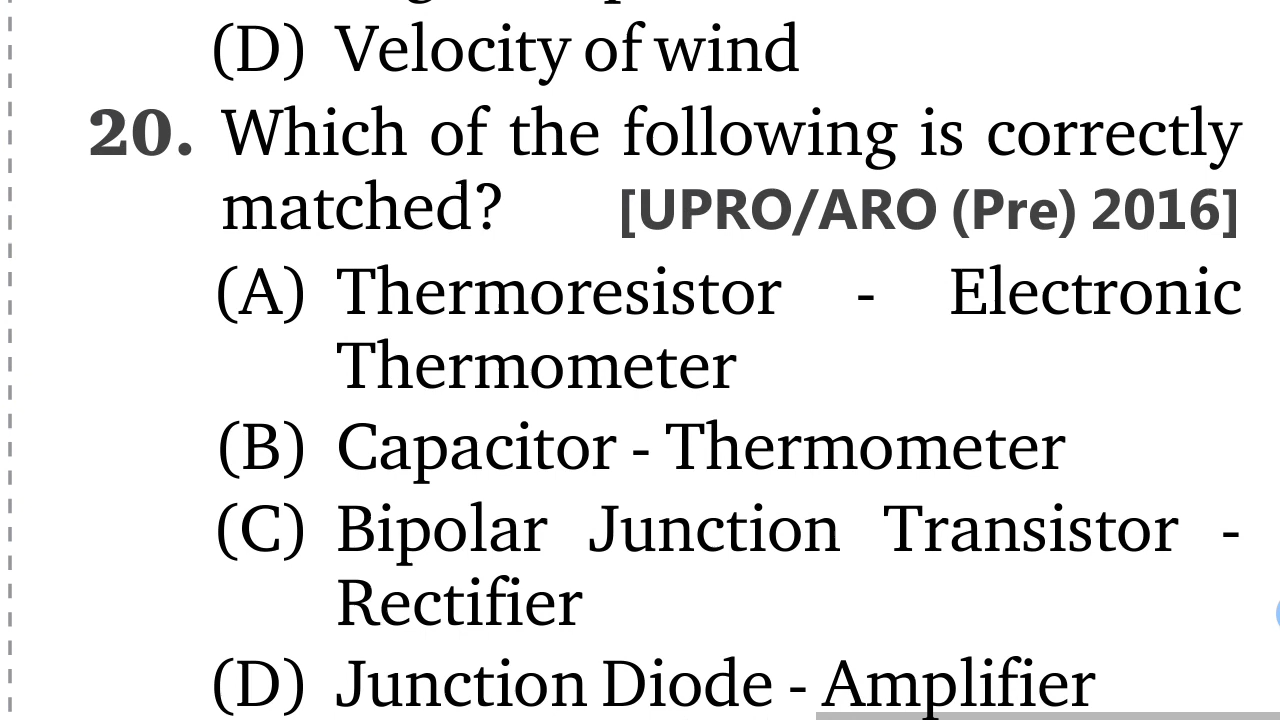 (D) Velocity of wind
20. Which of the following is correctly
matched? [UPRO/ARO (Pre) 2016]
(A) Thermoresistor - Electronic
Thermometer
(B) Capacitor - Thermometer
(C) Bipolar Junction Transistor -
Rectifier
(D) Junction Diode - Amplifier